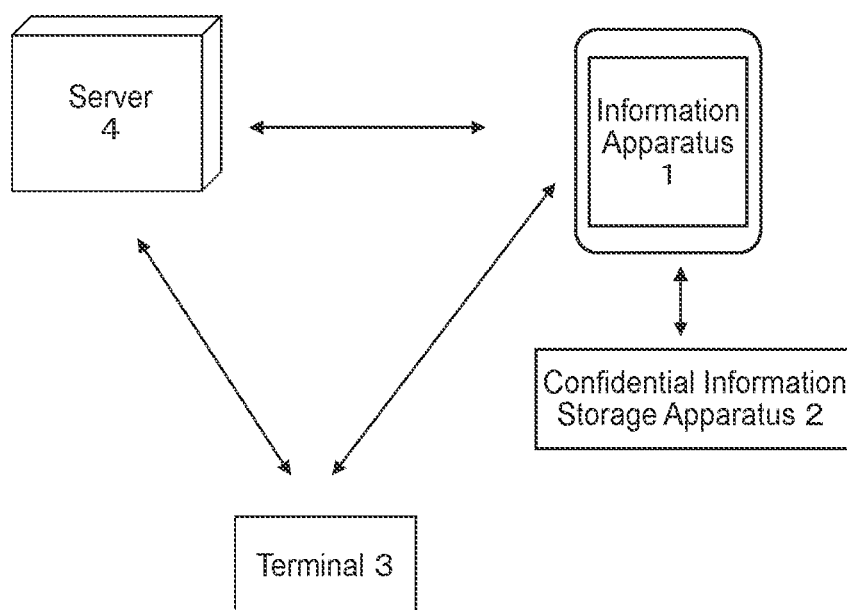 Server
4
Information
Apparatus
1
Confidential Information
Storage Apparatus 2
Terminal 3